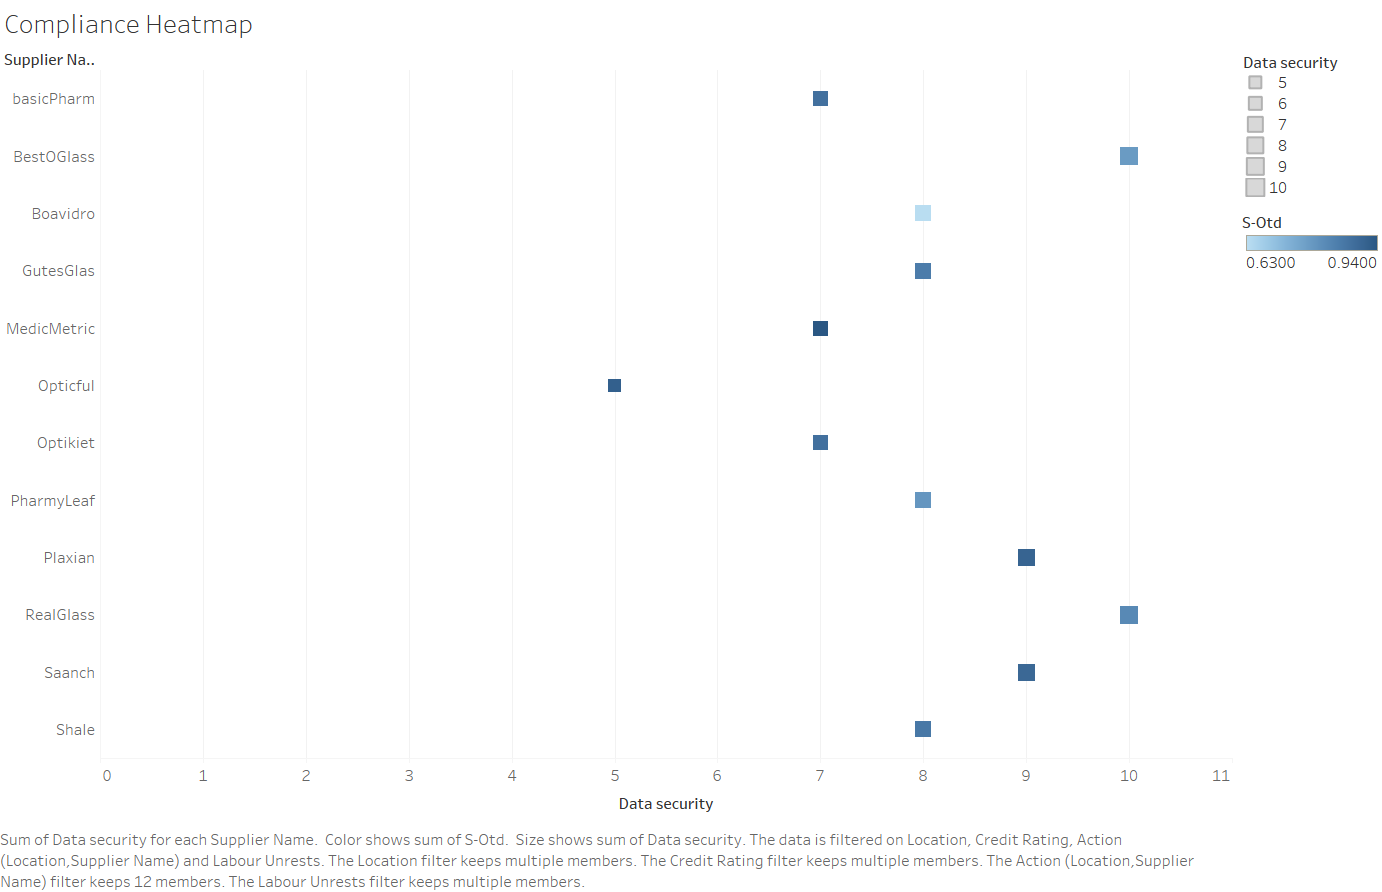 Compliance Heatmap
Supplier Na..
Data security
basicPharm
5
6
7
BestOGlass
8
9
10
Boavidro
S-Otd
0.6300 0.9400
GutesGlas
MedicMetric
Opticful
Optikiet
PharmyLeaf
Plaxian
RealGlass
Saanch
Shale
0 1 2 3 4 5 6 7 8 9 10 11
Data security
Sum of Data security for each Supplier Name. Color shows sum of S-Otd. Size shows sum of Data security. The data is filtered on Location, Credit Rating, Action
(Location,Supplier Name) and Labour Unrests. The Location filter keeps multiple members. The Credit Rating filter keeps multiple members. The Action (Location,Supplier
Name) filter keeps 12 members. The Labour Unrests filter keeps multiple members.